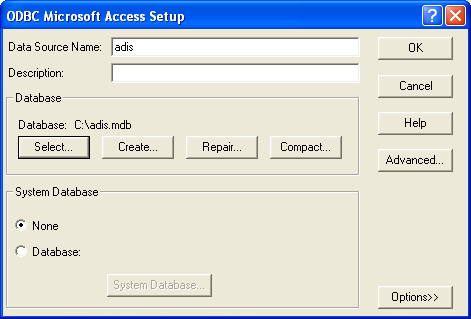 ODBC Microsoft Access Setup
Data Source Name: adis
Description:
OK
Cancel
Help
Advanced...
Options>>
Database
Database: C:\adis.mdb
Select... Create... Repair... Compact...
System Database
None
Database:
System Database...